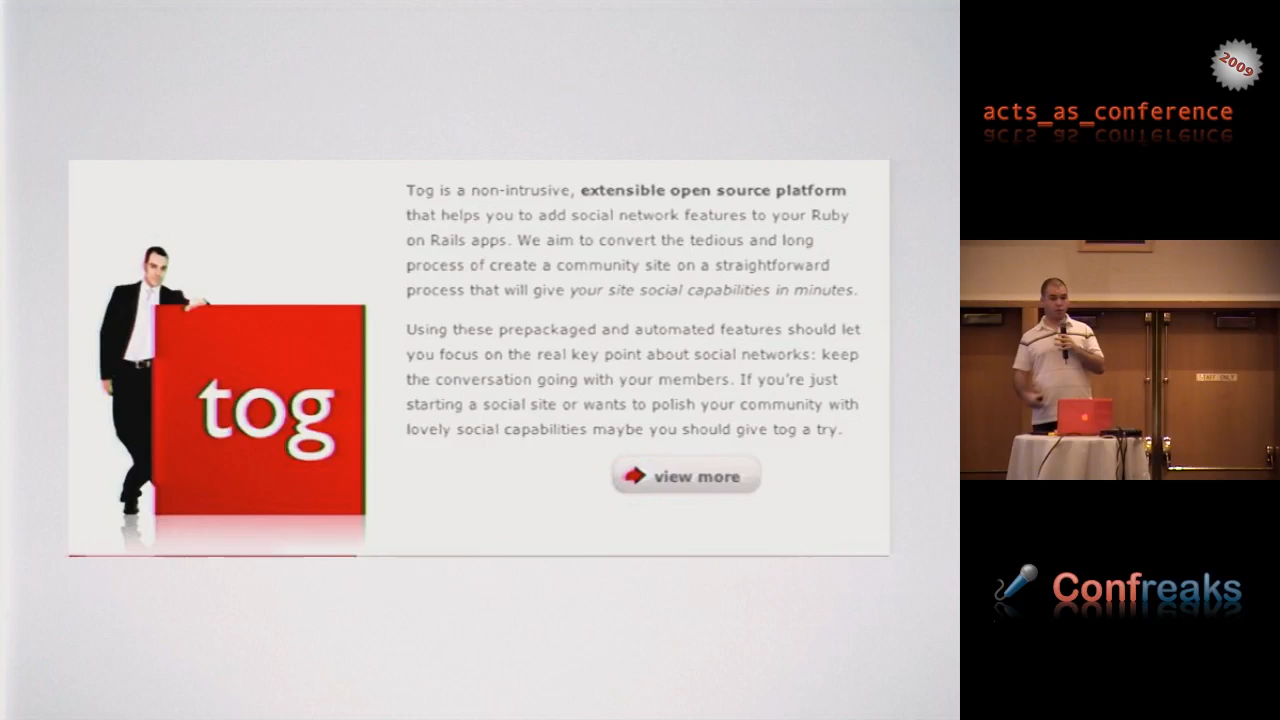 Tog is a non-intrusive, extensible open source platform
that helps you to add social network features to your Ruby
on Rails apps. We aim to convert the tedious and long
process of create a community site on a straightforward
process that will give your site social capabilities in minutes.
Using these prepackaged and automated features should let
you focus on the real key point about social networks: keep
the conversation going with your members. If you're just
starting a social site or wants to polish your community with
lovely social capabilities maybe you should give tog a try.
view more
tog
2009
acts_as_conference
STAFF ONLY
Confreaks